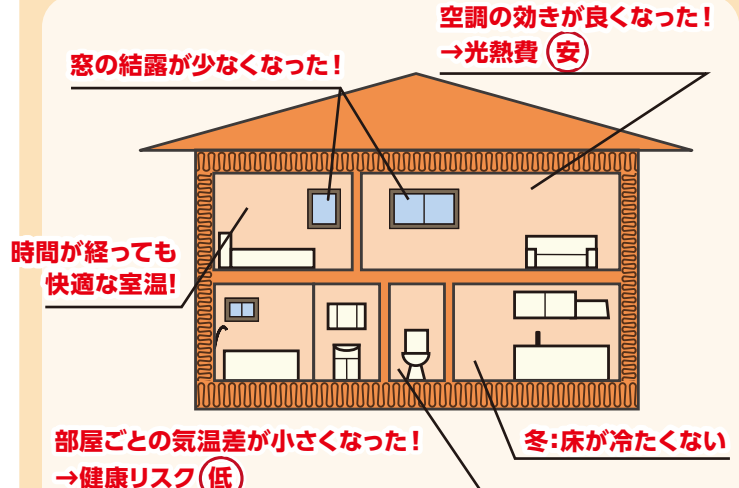 空調の効きが良くなった!
→光熱費 安
窓の結露が少なくなった!
時間が経っても
快適な室温!
部屋ごとの気温差が小さくなった!
→健康リスク 低
冬:床が冷たくない